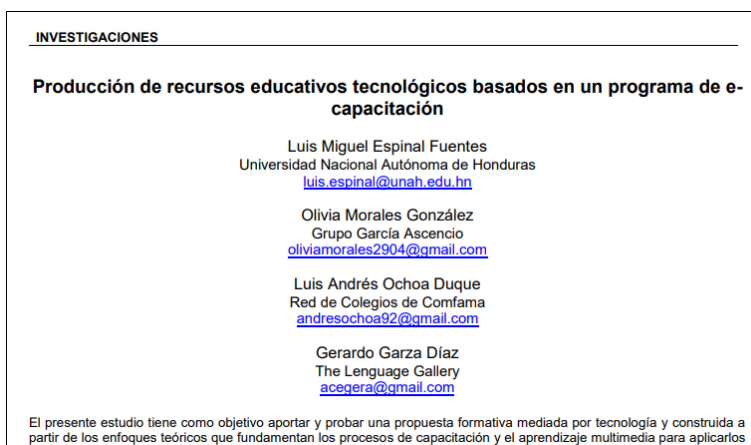 INVESTIGACIONES
Producción de recursos educativos tecnológicos basados en un programa de e-
capacitación
Luis Miguel Espinal Fuentes
Universidad Nacional Autónoma de Honduras
luis.espinal@unah.edu.hn
Olivia Morales González
Grupo García Ascencio
oliviamorales2904@gmail.com
Luis Andrés Ochoa Duque
Red de Colegios de Comfama
andresochoa92@gmail.com
Gerardo Garza Díaz
The Lenguage Gallery
acegera@gmail.com
El presente estudio tiene como objetivo aportar y probar una propuesta formativa mediada por tecnología y construida a
partir de los enfoques teóricos que fundamentan los procesos de capacitación y el aprendizaje multimedia para aplicarlos